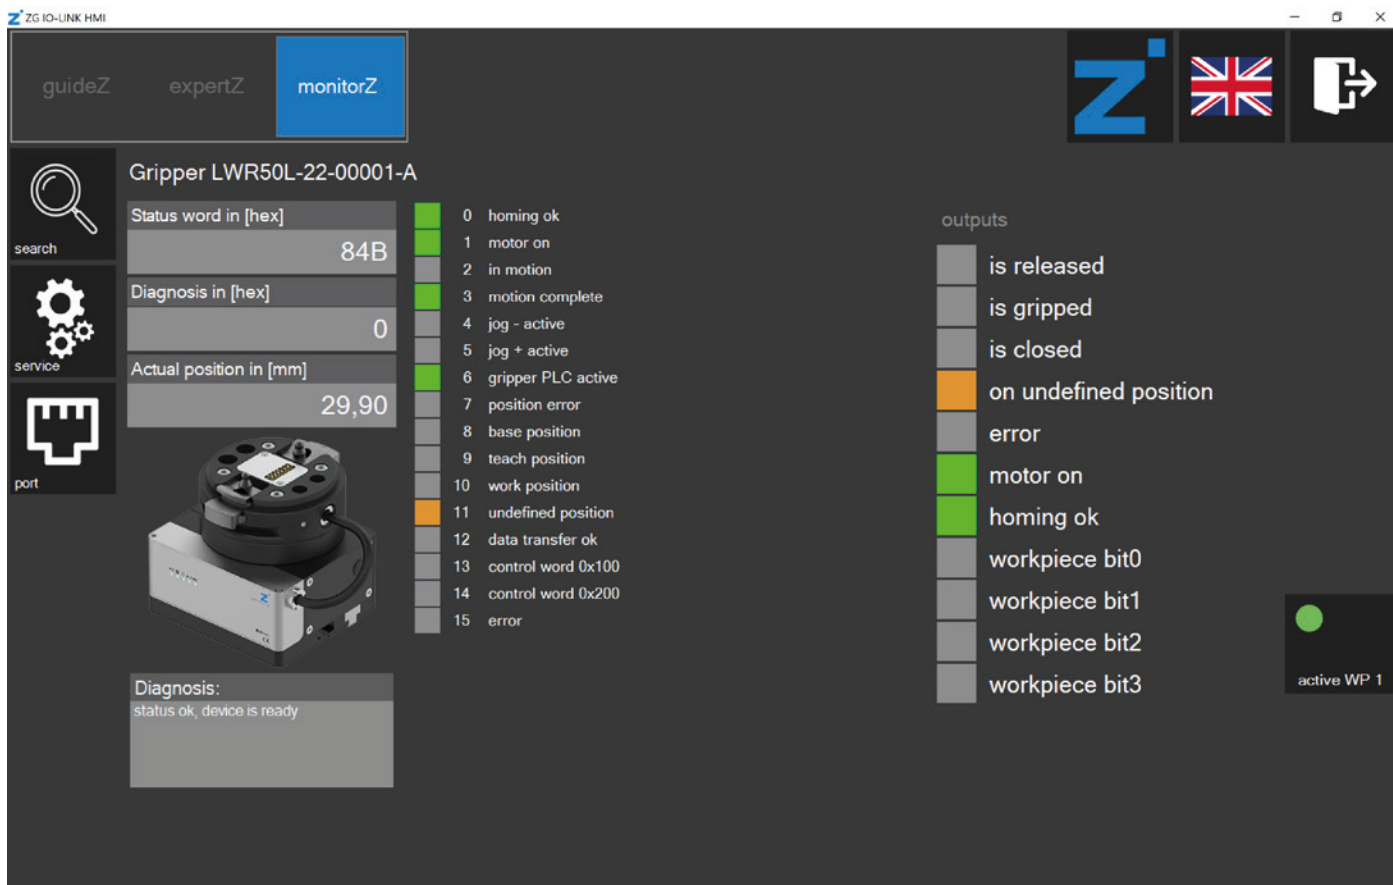 ZG IO-LINK HMI
guideZ
expertZ
monitorZ
search
service
port
Gripper LWR50L-22-00001-A
Status word in [hex]
84B
Diagnosis in [hex]
0
Actual position in [mm]
29,90
Diagnosis:
status ok, device is ready
0 homing ok
1 motor on
2 in motion
3 motion complete
4 jog - active
5 jog + active
6 gripper PLC active
7 position error
8 base position
9 teach position
10 work position
11 undefined position
12 data transfer ok
13 control word 0x100
14 control word 0x200
15 error
outputs
is released
is gripped
is closed
on undefined position
error
motor on
homing ok
workpiece bit0
workpiece bit1
workpiece bit2
workpiece bit3
active WP 1